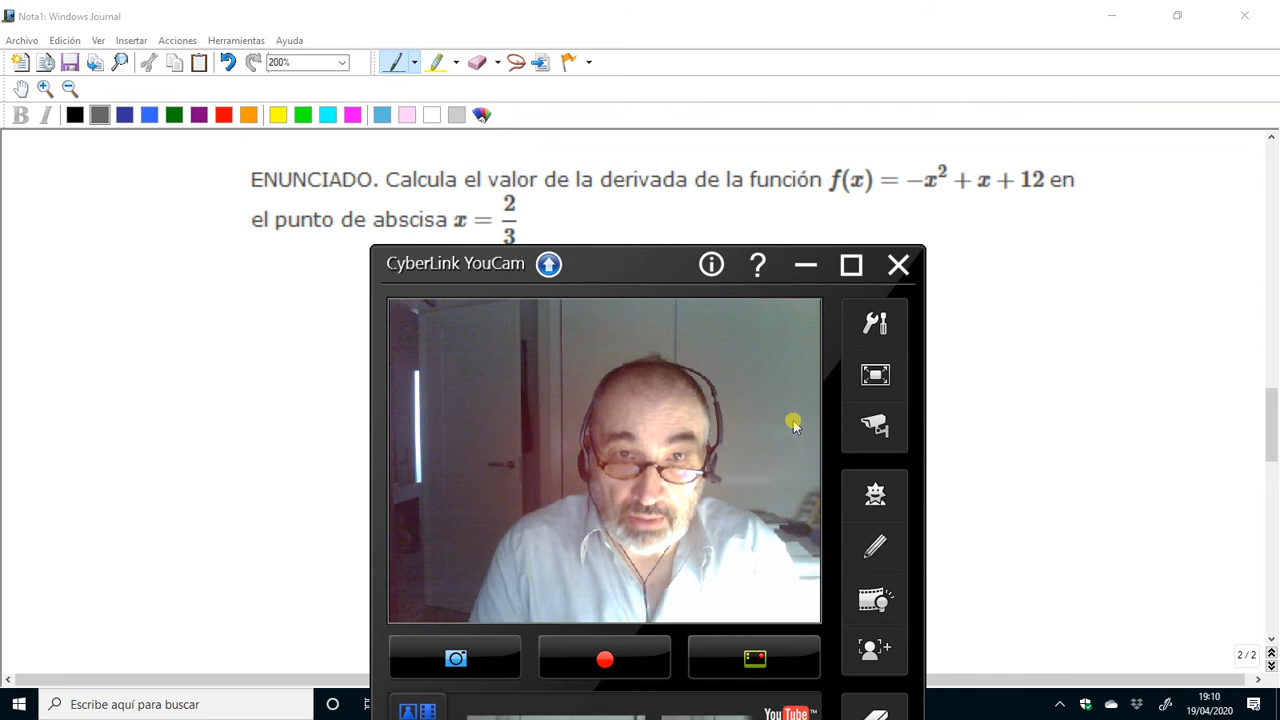 Nota1: Windows Journal
Archivo Edición Ver Insertar Acciones Herramientas Ayuda
200%
B I
ENUNCIADO. Calcula el valor de la derivada de la función f(x) = −x² + x + 12 en
el punto de abscisa x = 2/3
CyberLink YouCam
YouTube™
2 / 2
Escribe aquí para buscar
19:10
19/04/2020